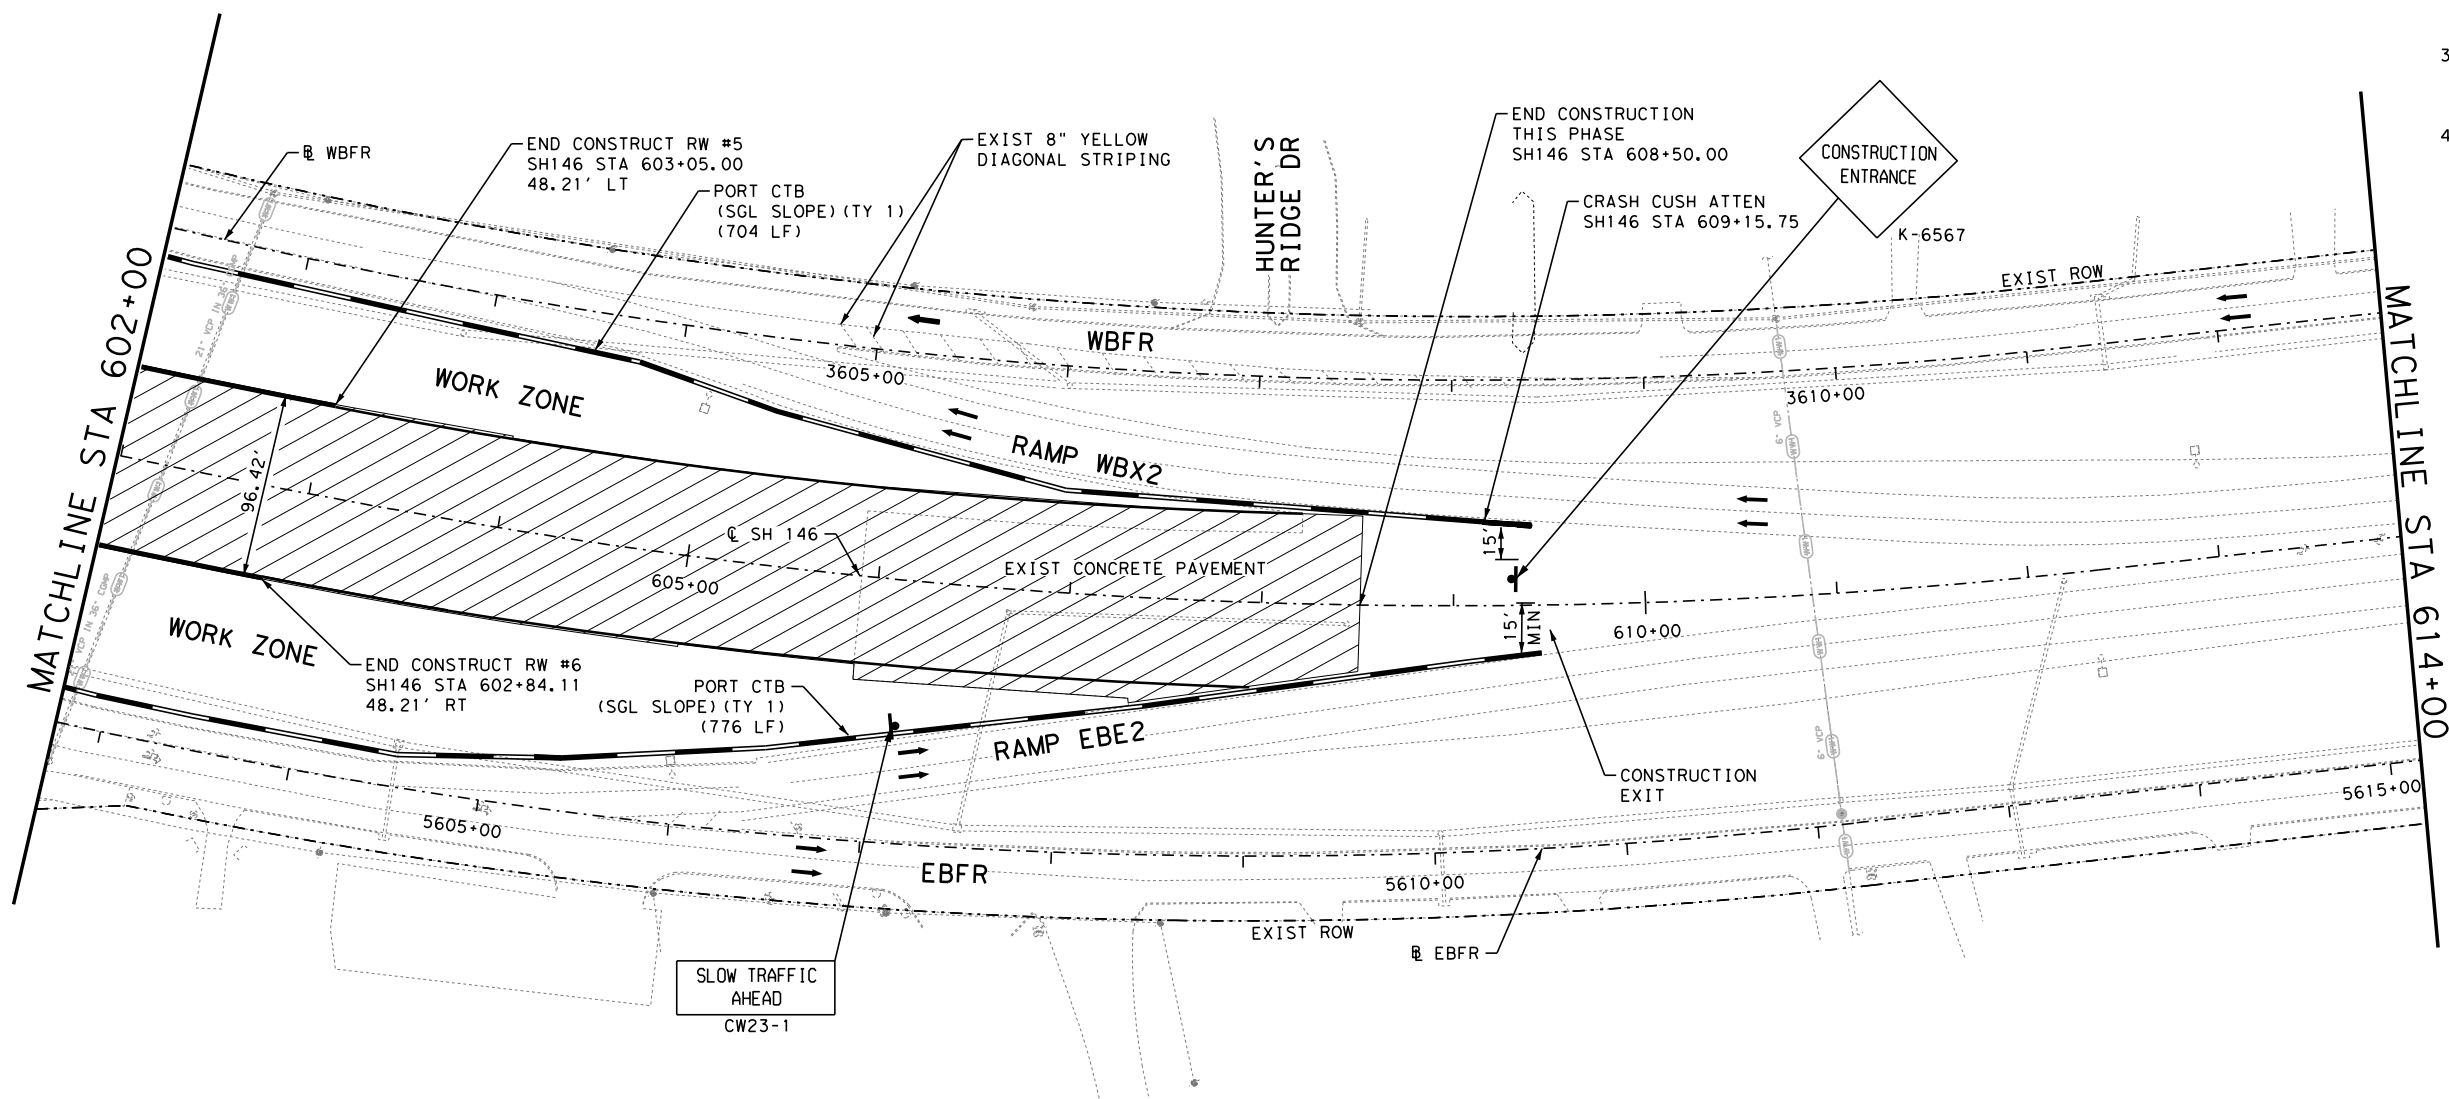 3
4
MATCHLINE STA 602+00
℄ WBFR
END CONSTRUCT RW #5
SH146 STA 603+05.00
48.21' LT
PORT CTB
(SGL SLOPE)(TY 1)
(704 LF)
EXIST 8" YELLOW
DIAGONAL STRIPING
HUNTER'S
RIDGE DR
END CONSTRUCTION
THIS PHASE
SH146 STA 608+50.00
CRASH CUSH ATTEN
SH146 STA 609+15.75
CONSTRUCTION
ENTRANCE
K-6567
EXIST ROW
MATCHLINE STA 614+00
WBFR
3605+00
3610+00
WORK ZONE
RAMP WBX2
96.42'
℄ SH 146
EXIST CONCRETE PAVEMENT
605+00
15'
15'
MIN
610+00
WORK ZONE
END CONSTRUCT RW #6
SH146 STA 602+84.11
48.21' RT
PORT CTB
(SGL SLOPE)(TY 1)
(776 LF)
RAMP EBE2
CONSTRUCTION
EXIT
5605+00
EBFR
5610+00
5615+00
EXIST ROW
℄ EBFR
SLOW TRAFFIC
AHEAD
CW23-1